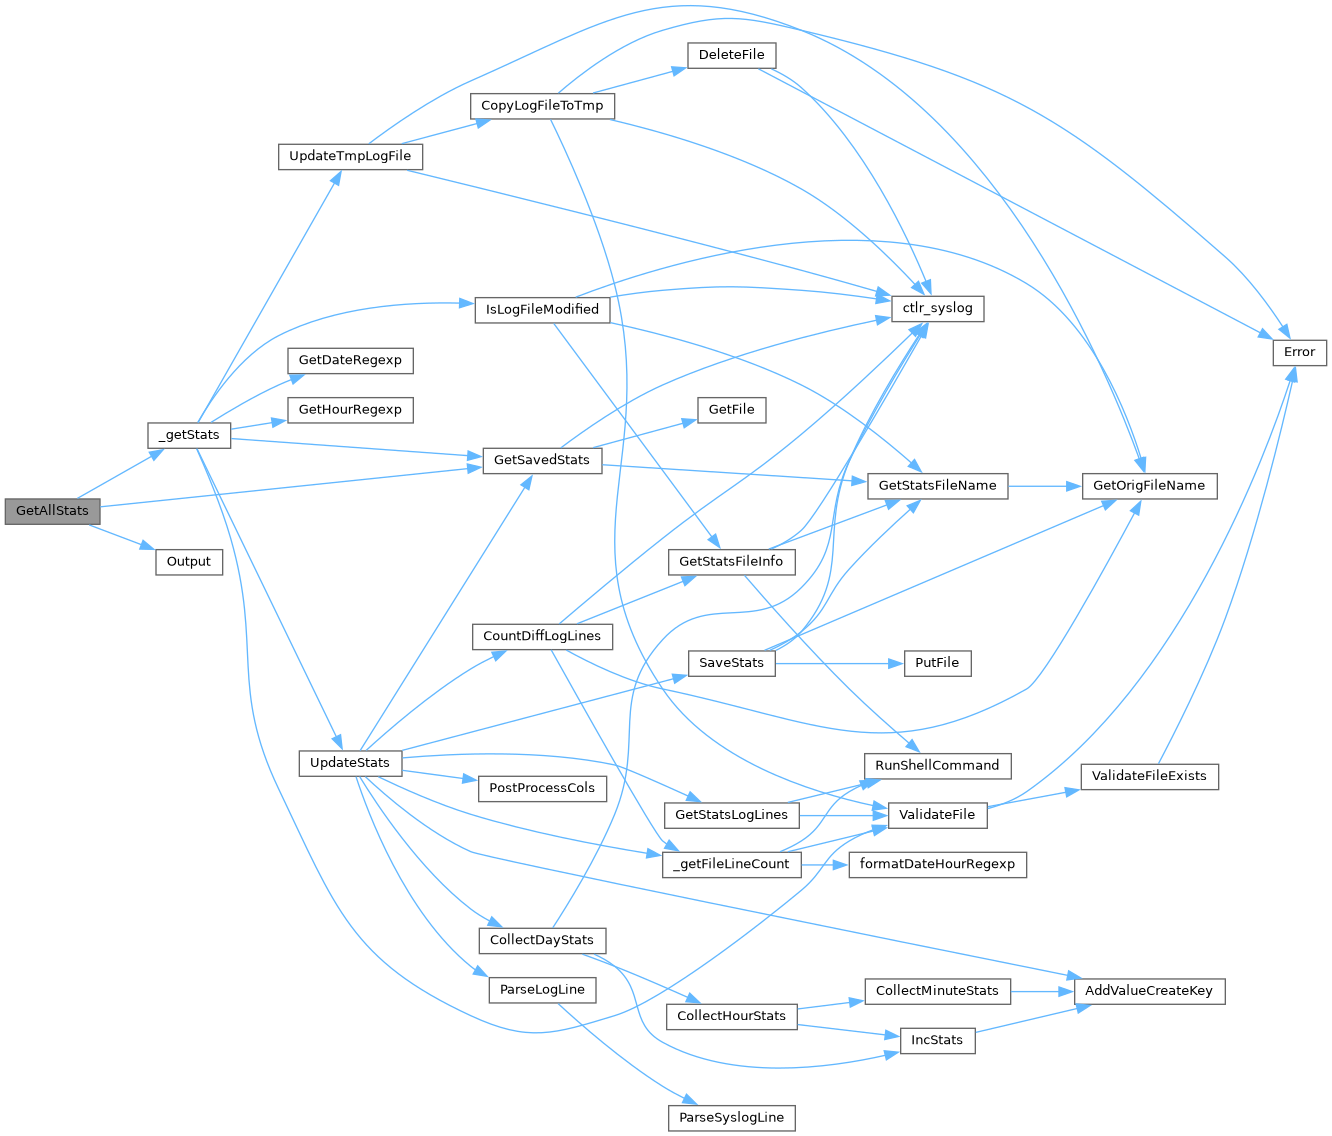 DeleteFile
CopyLogFileToTmp
UpdateTmpLogFile
IsLogFileModified
ctlr_syslog
Error
GetDateRegexp
GetHourRegexp
GetFile
_getStats
GetSavedStats
GetStatsFileName
GetOrigFileName
GetAllStats
Output
GetStatsFileInfo
CountDiffLogLines
SaveStats
PutFile
UpdateStats
RunShellCommand
ValidateFileExists
PostProcessCols
GetStatsLogLines
ValidateFile
_getFileLineCount
formatDateHourRegexp
CollectDayStats
ParseLogLine
CollectMinuteStats
AddValueCreateKey
CollectHourStats
IncStats
ParseSyslogLine